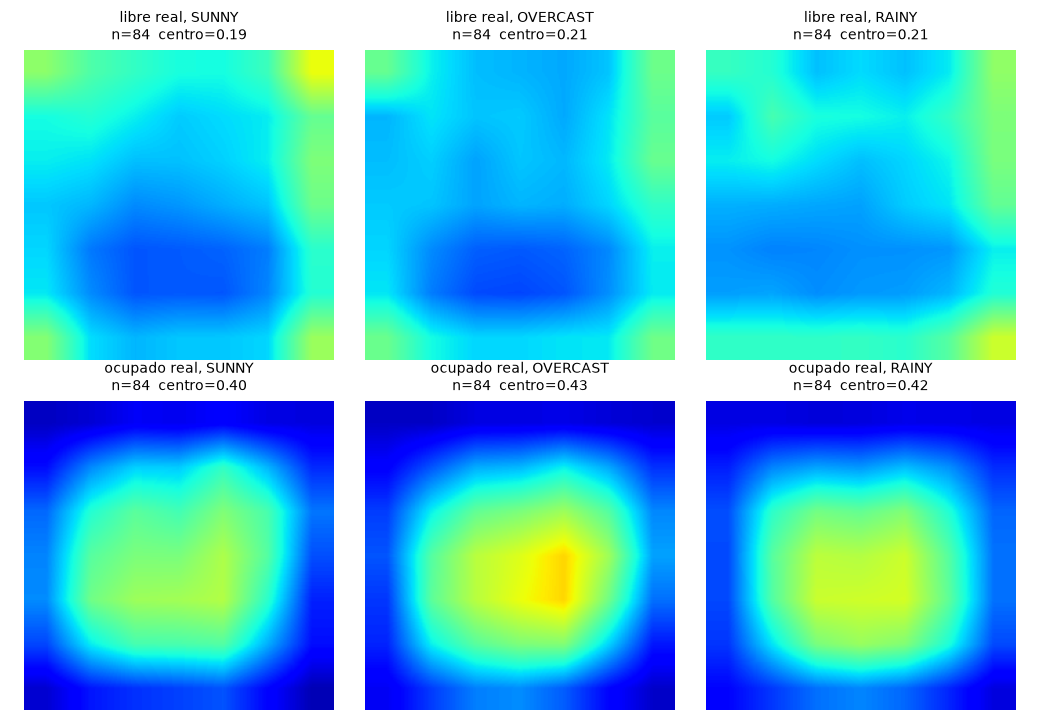 libre real, SUNNY
n=84 centro=0.19
libre real, OVERCAST
n=84 centro=0.21
libre real, RAINY
n=84 centro=0.21
ocupado real, SUNNY
n=84 centro=0.40
ocupado real, OVERCAST
n=84 centro=0.43
ocupado real, RAINY
n=84 centro=0.42